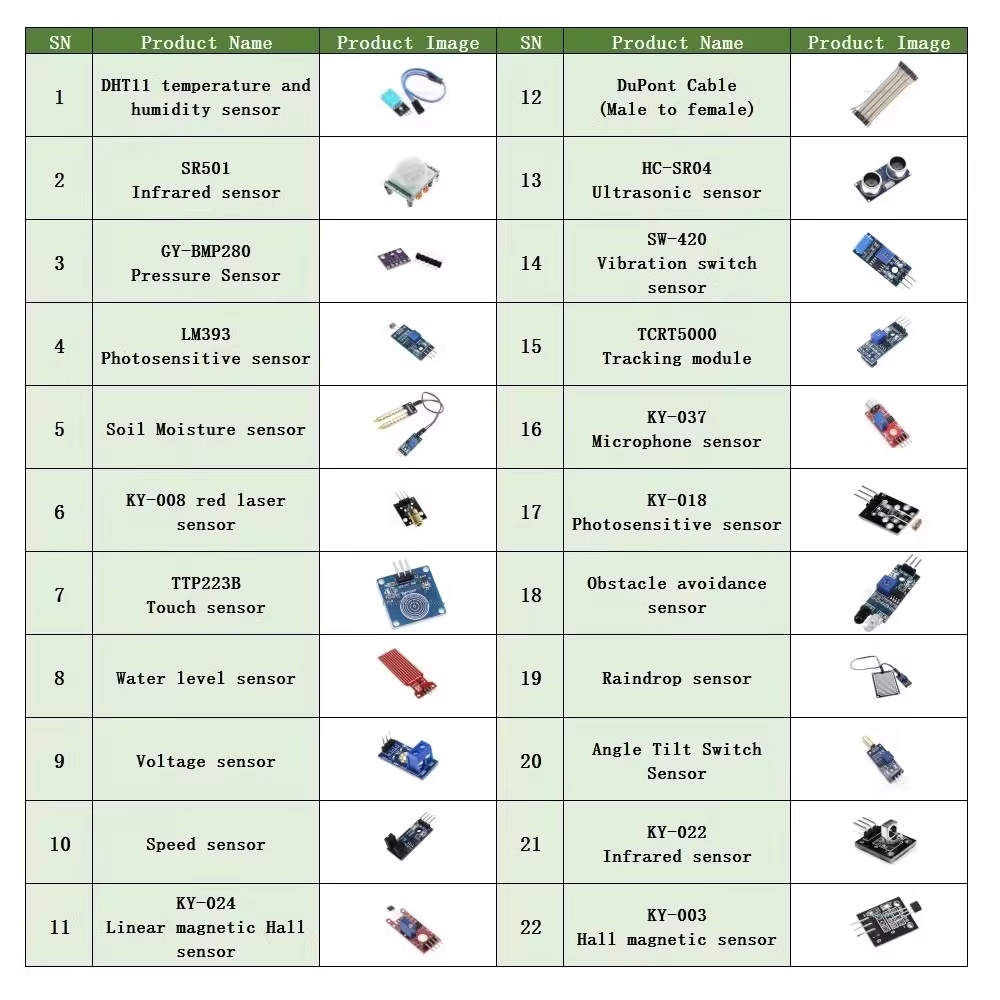 SN Product Name Product Image SN Product Name Product Image
1 DHT11 temperature and
humidity sensor
12 DuPont Cable
(Male to female)
2 SR501
Infrared sensor
13 HC-SR04
Ultrasonic sensor
3 GY-BMP280
Pressure Sensor
14 SW-420
Vibration switch
sensor
4 LM393
Photosensitive sensor
15 TCRT5000
Tracking module
5 Soil Moisture sensor
16 KY-037
Microphone sensor
6 KY-008 red laser
sensor
17 KY-018
Photosensitive sensor
7 TTP223B
Touch sensor
18 Obstacle avoidance
sensor
8 Water level sensor
19 Raindrop sensor
9 Voltage sensor
20 Angle Tilt Switch
Sensor
10 Speed sensor
21 KY-022
Infrared sensor
11 KY-024
Linear magnetic Hall
sensor
22 KY-003
Hall magnetic sensor